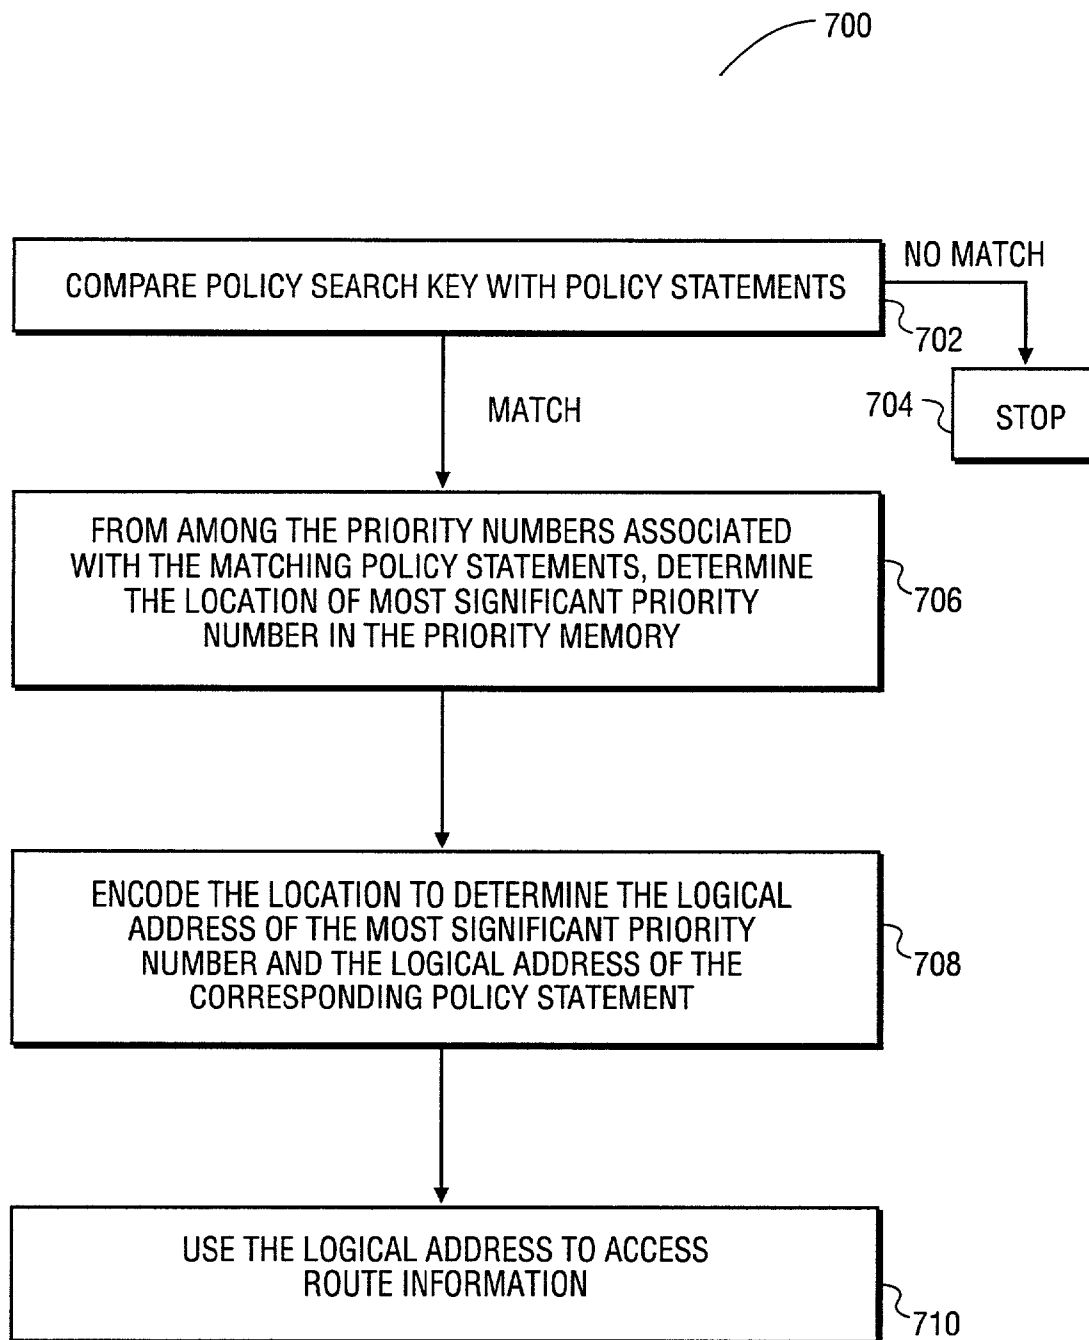 700
COMPARE POLICY SEARCH KEY WITH POLICY STATEMENTS
NO MATCH
702
704
STOP
MATCH
FROM AMONG THE PRIORITY NUMBERS ASSOCIATED
WITH THE MATCHING POLICY STATEMENTS, DETERMINE
THE LOCATION OF MOST SIGNIFICANT PRIORITY
NUMBER IN THE PRIORITY MEMORY
706
ENCODE THE LOCATION TO DETERMINE THE LOGICAL
ADDRESS OF THE MOST SIGNIFICANT PRIORITY
NUMBER AND THE LOGICAL ADDRESS OF THE
CORRESPONDING POLICY STATEMENT
708
USE THE LOGICAL ADDRESS TO ACCESS
ROUTE INFORMATION
710